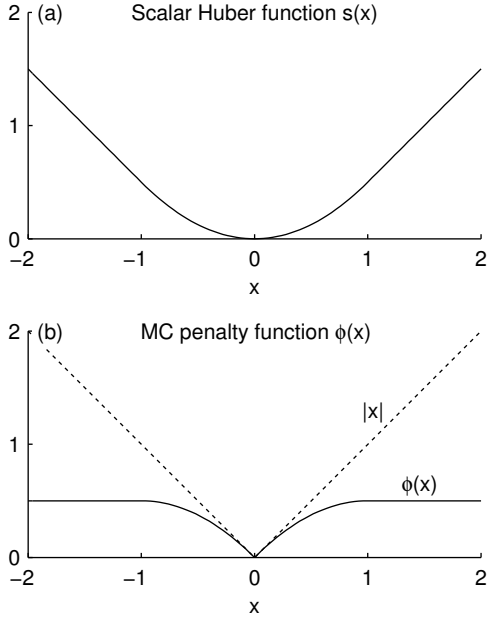 (a) Scalar Huber function s(x)
2
1
0
−2 −1 0 1 2
x
(b) MC penalty function ϕ(x)
2
|x|
1
ϕ(x)
0
−2 −1 0 1 2
x